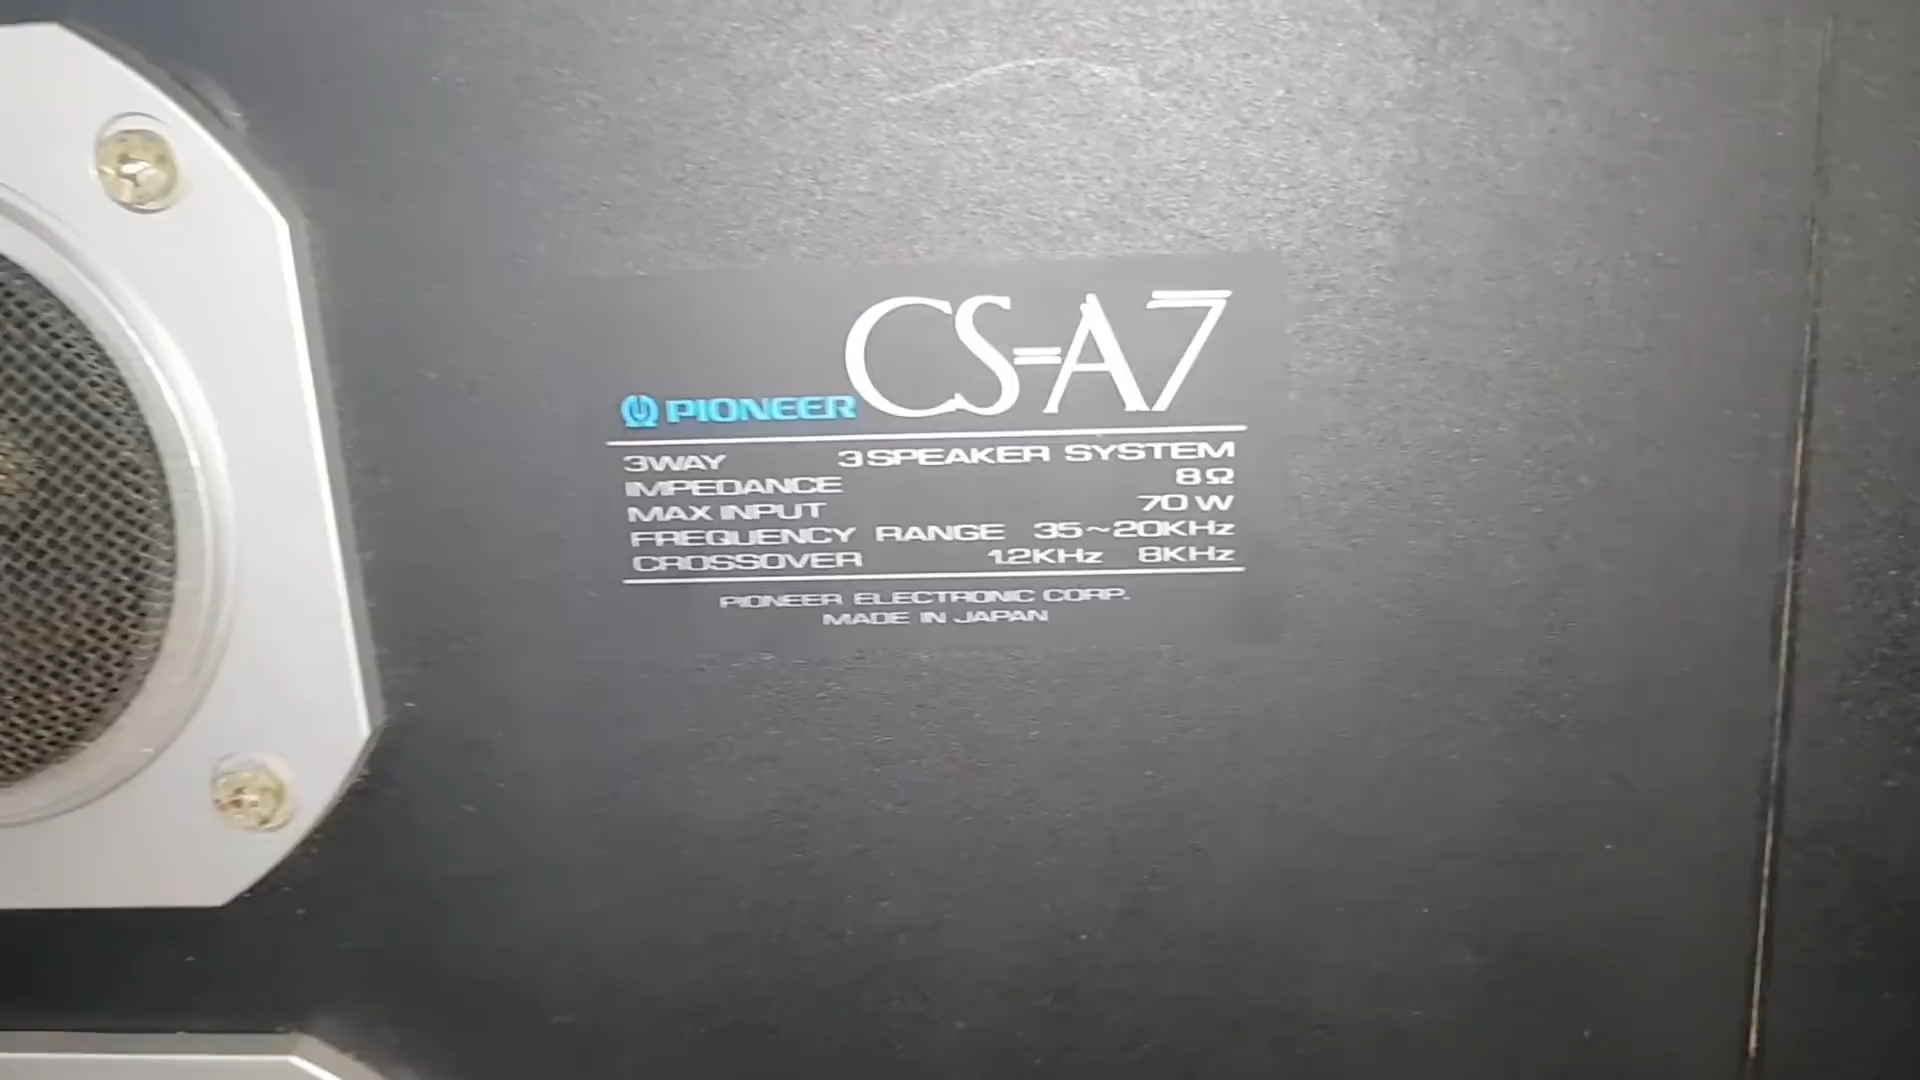 PIONEER CS-A7
3WAY 3SPEAKER SYSTEM
IMPEDANCE 8Ω
MAX INPUT 70W
FREQUENCY RANGE 35~20KHz
CROSSOVER 1.2KHz 8KHz
PIONEER ELECTRONIC CORP.
MADE IN JAPAN